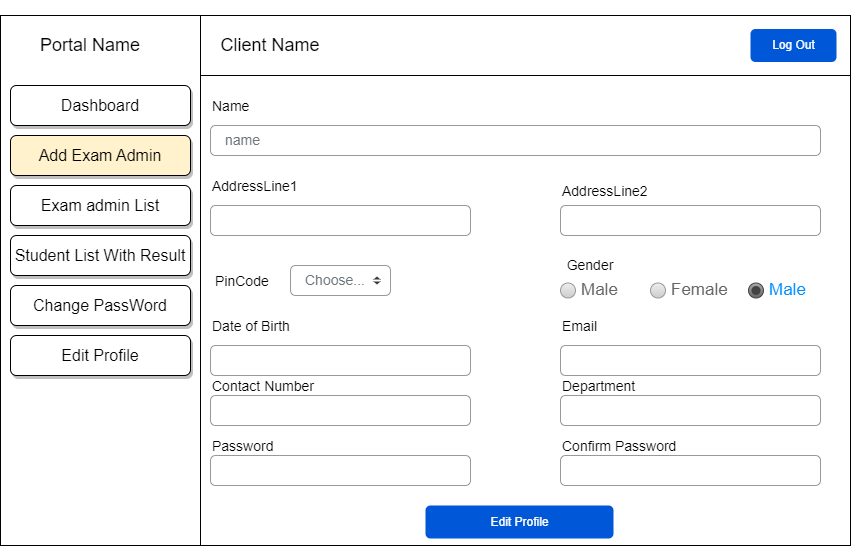 Portal Name
Client Name
Log Out
Dashboard
Add Exam Admin
Exam admin List
Student List With Result
Change PassWord
Edit Profile
Name
name
AddressLine1
AddressLine2
PinCode
Choose...
Gender
Male
Female
Male
Date of Birth
Email
Contact Number
Department
Password
Confirm Password
Edit Profile